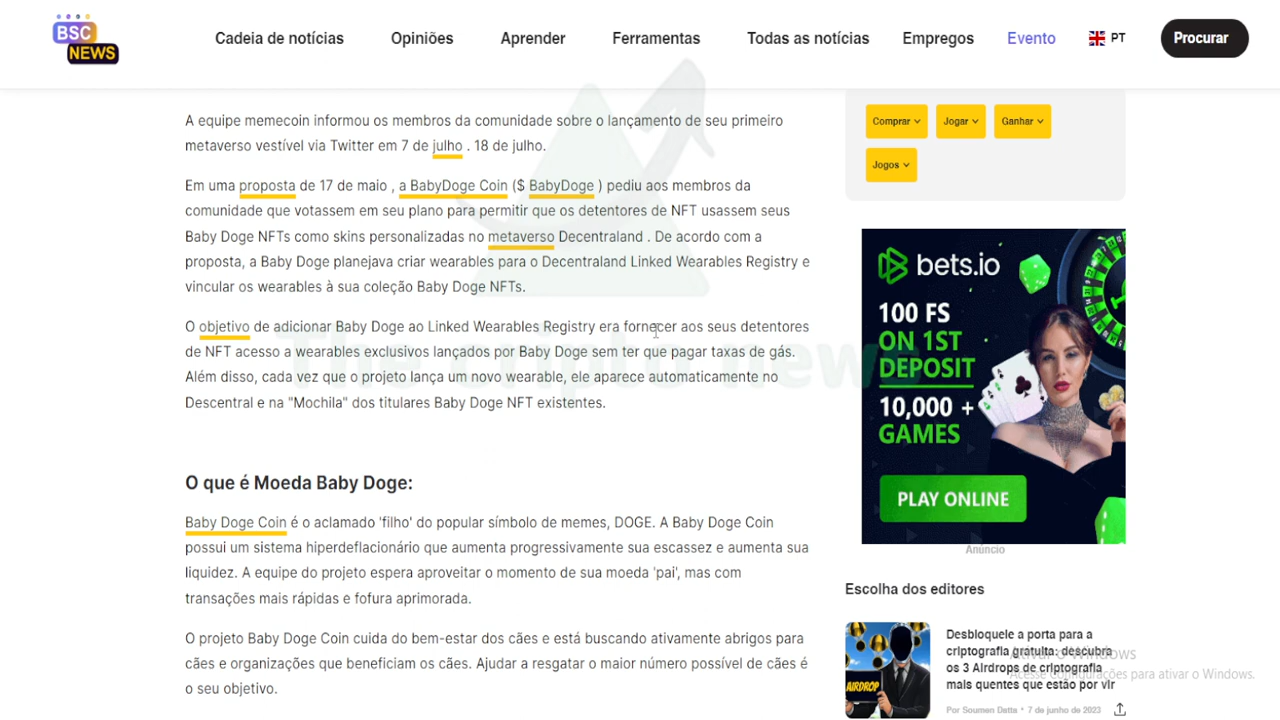 BSC
NEWS
Cadeia de notícias
Opiniões
Aprender
Ferramentas
Todas as notícias
Empregos
Evento
PT
Procurar
A equipe memecoin informou os membros da comunidade sobre o lançamento de seu primeiro
metaverso vestível via Twitter em 7 de julho . 18 de julho.
Em uma proposta de 17 de maio , a BabyDoge Coin ($ BabyDoge ) pediu aos membros da
comunidade que votassem em seu plano para permitir que os detentores de NFT usassem seus
Baby Doge NFTs como skins personalizadas no metaverso Decentraland . De acordo com a
proposta, a Baby Doge planejava criar wearables para o Decentraland Linked Wearables Registry e
vincular os wearables à sua coleção Baby Doge NFTs.
O objetivo de adicionar Baby Doge ao Linked Wearables Registry era fornecer aos seus detentores
de NFT acesso a wearables exclusivos lançados por Baby Doge sem ter que pagar taxas de gás.
Além disso, cada vez que o projeto lança um novo wearable, ele aparece automaticamente no
Descentral e na "Mochila" dos titulares Baby Doge NFT existentes.
The cripto news
O que é Moeda Baby Doge:
Baby Doge Coin é o aclamado 'filho' do popular símbolo de memes, DOGE. A Baby Doge Coin
possui um sistema hiperdeflacionário que aumenta progressivamente sua escassez e aumenta sua
liquidez. A equipe do projeto espera aproveitar o momento de sua moeda 'pai', mas com
transações mais rápidas e fofura aprimorada.
O projeto Baby Doge Coin cuida do bem-estar dos cães e está buscando ativamente abrigos para
cães e organizações que beneficiam os cães. Ajudar a resgatar o maior número possível de cães é
o seu objetivo.
Comprar
Jogar
Ganhar
Jogos
bets.io
100 FS
ON 1ST
DEPOSIT
10,000 +
GAMES
PLAY ONLINE
Anúncio
Escolha dos editores
AIRDROP
Desbloquele a porta para a
criptografia gratuita: descubra
os 3 Airdrops de criptografia
mais quentes que estão por vir
Por Soumen Datta • 7 de junho de 2023
Ativar o Windows
Acesse Configurações para ativar o Windows.